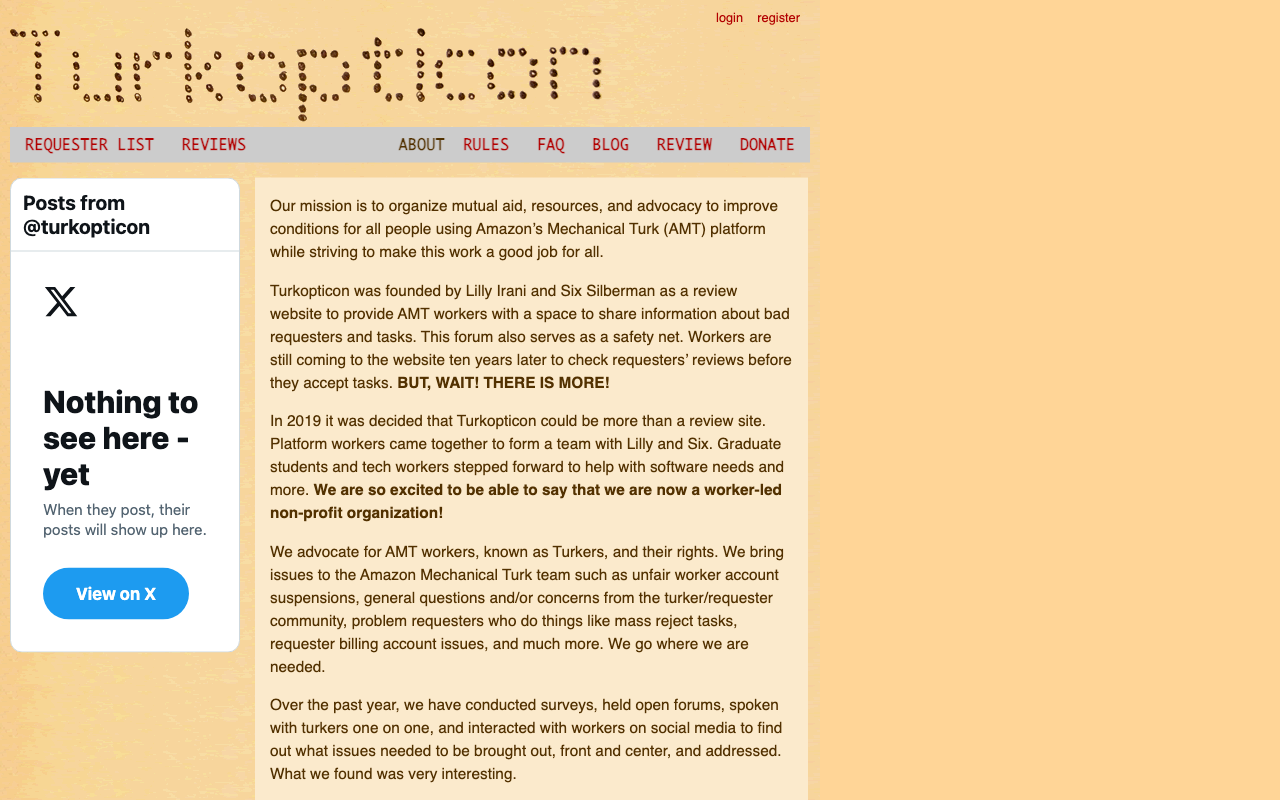 login register
Turkopticon
REQUESTER LIST REVIEWS ABOUT RULES FAQ BLOG REVIEW DONATE
Posts from
@turkopticon
Nothing to
see here -
yet
When they post, their
posts will show up here.
View on X
Our mission is to organize mutual aid, resources, and advocacy to improve
conditions for all people using Amazon’s Mechanical Turk (AMT) platform
while striving to make this work a good job for all.
Turkopticon was founded by Lilly Irani and Six Silberman as a review
website to provide AMT workers with a space to share information about bad
requesters and tasks. This forum also serves as a safety net. Workers are
still coming to the website ten years later to check requesters’ reviews before
they accept tasks. BUT, WAIT! THERE IS MORE!
In 2019 it was decided that Turkopticon could be more than a review site.
Platform workers came together to form a team with Lilly and Six. Graduate
students and tech workers stepped forward to help with software needs and
more. We are so excited to be able to say that we are now a worker-led
non-profit organization!
We advocate for AMT workers, known as Turkers, and their rights. We bring
issues to the Amazon Mechanical Turk team such as unfair worker account
suspensions, general questions and/or concerns from the turker/requester
community, problem requesters who do things like mass reject tasks,
requester billing account issues, and much more. We go where we are
needed.
Over the past year, we have conducted surveys, held open forums, spoken
with turkers one on one, and interacted with workers on social media to find
out what issues needed to be brought out, front and center, and addressed.
What we found was very interesting.